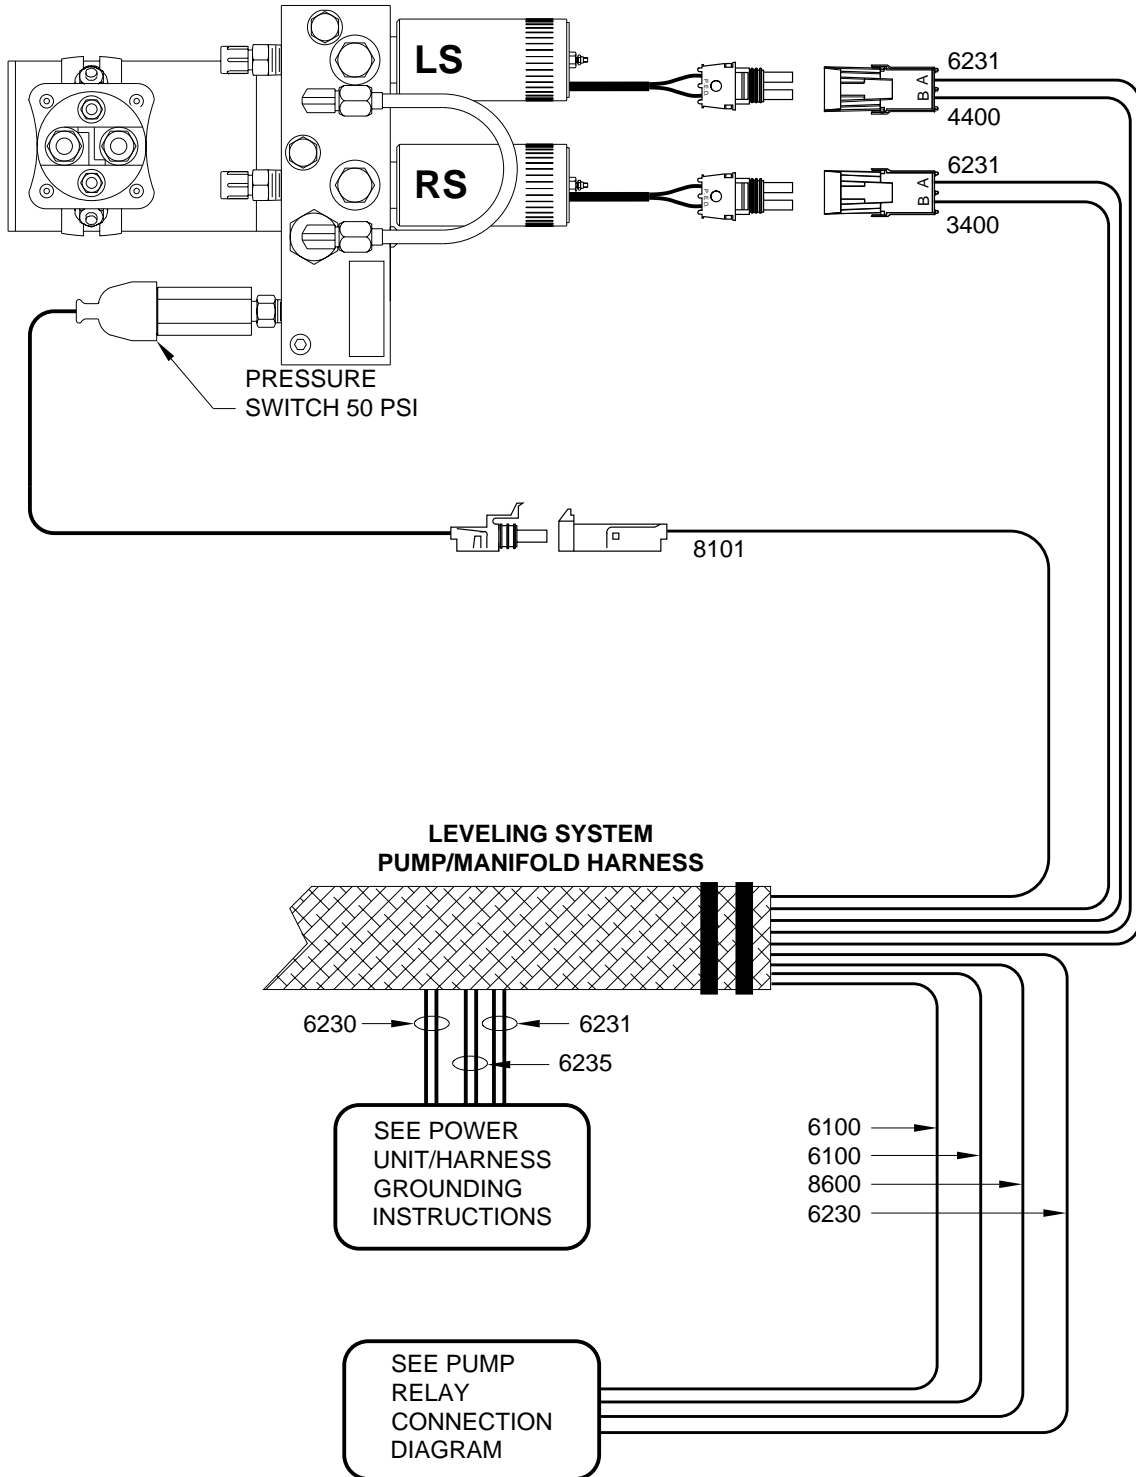 LS
6231
A
B
4400
RS
6231
A
B
3400
PRESSURE
SWITCH 50 PSI
8101
LEVELING SYSTEM
PUMP/MANIFOLD HARNESS
6230
6231
6235
SEE POWER
UNIT/HARNESS
GROUNDING
INSTRUCTIONS
6100
6100
8600
6230
SEE PUMP
RELAY
CONNECTION
DIAGRAM